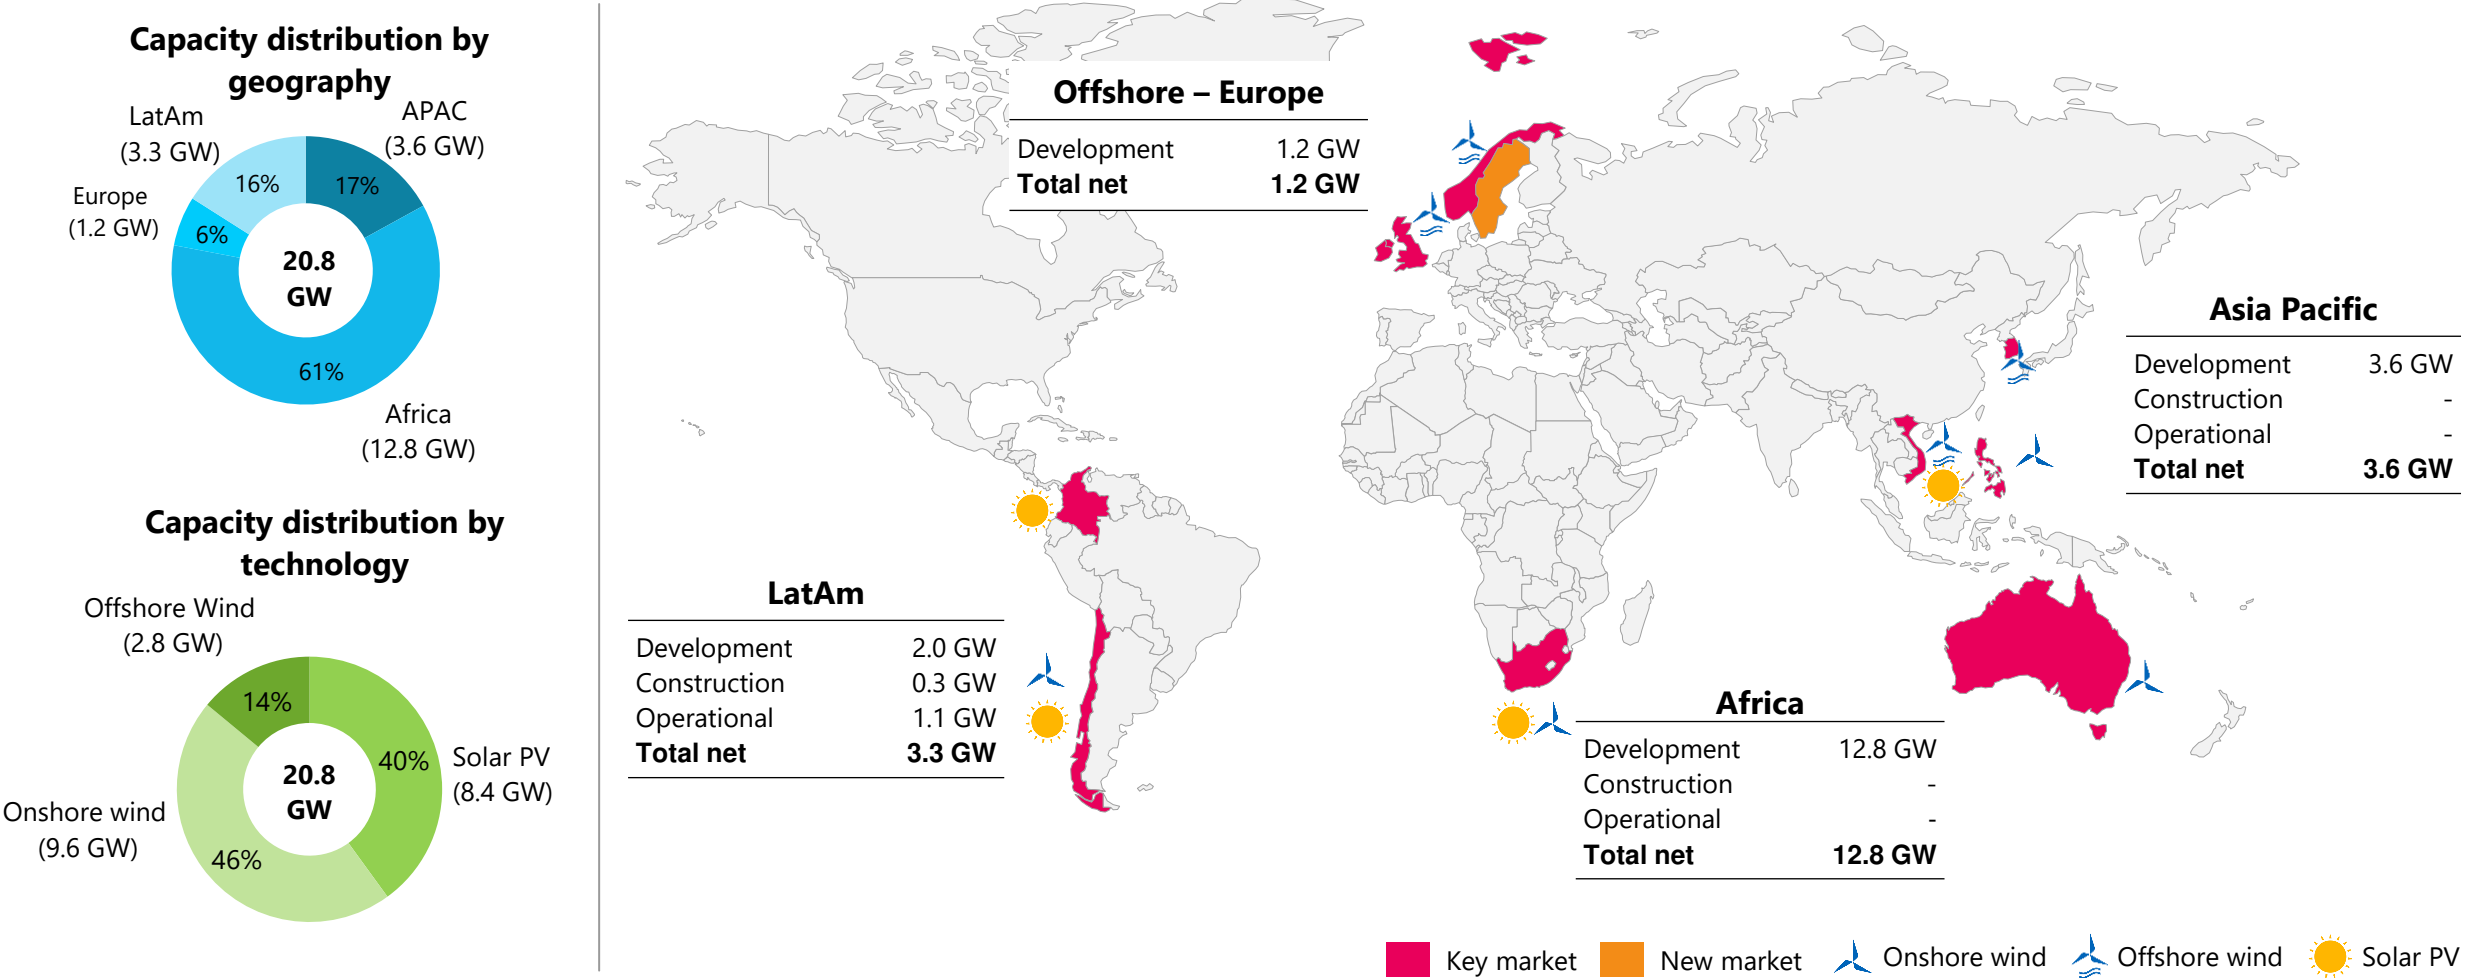 Capacity distribution by
geography
LatAm
(3.3 GW)
APAC
(3.6 GW)
Europe
(1.2 GW)
16%
17%
6%
20.8
GW
61%
Africa
(12.8 GW)
Capacity distribution by
technology
Offshore Wind
(2.8 GW)
14%
40%
Solar PV
(8.4 GW)
20.8
GW
Onshore wind
(9.6 GW)
46%
Offshore – Europe
Development 1.2 GW
Total net 1.2 GW
Asia Pacific
Development 3.6 GW
Construction -
Operational -
Total net 3.6 GW
LatAm
Development 2.0 GW
Construction 0.3 GW
Operational 1.1 GW
Total net 3.3 GW
Africa
Development 12.8 GW
Construction -
Operational -
Total net 12.8 GW
Key market New market Onshore wind Offshore wind Solar PV